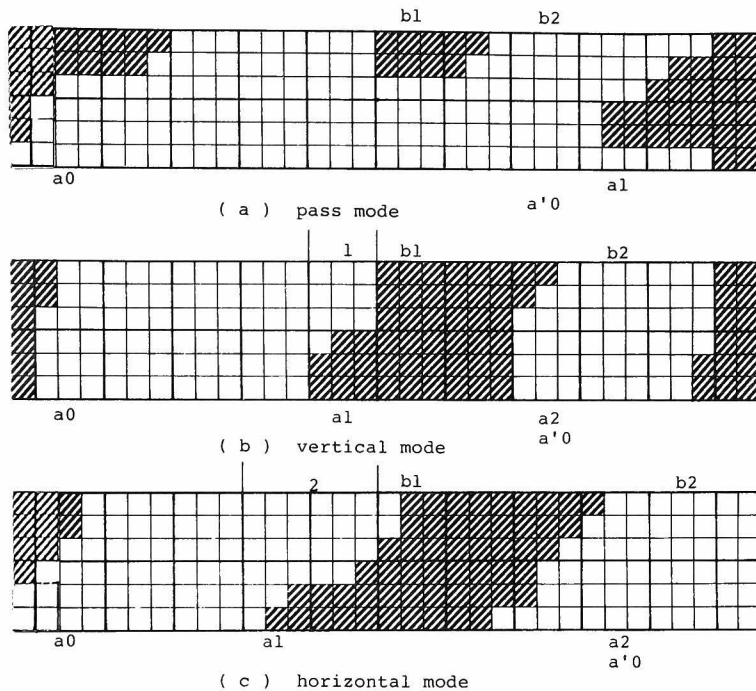 b1 b2
a0 a1
a'0
( a ) pass mode
1 b1 b2
a0 a1 a2
a'0
( b ) vertical mode
2 b1 b2
a0 a1 a2
a'0
( c ) horizontal mode